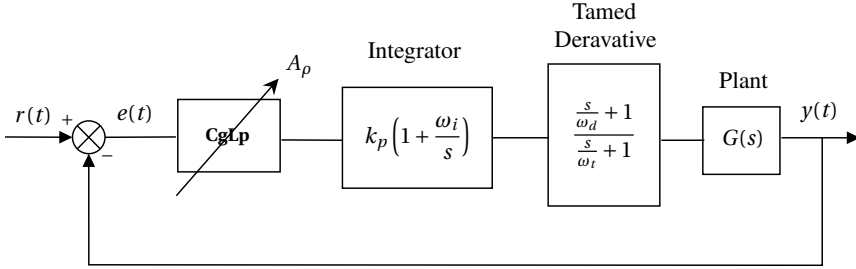 Tamed
Deravative
Integrator
Plant
A_ρ
r(t)
+
−
e(t)
CgLp
k_p(1 + ω_i/s)
(s/ω_d + 1)/(s/ω_t + 1)
G(s)
y(t)